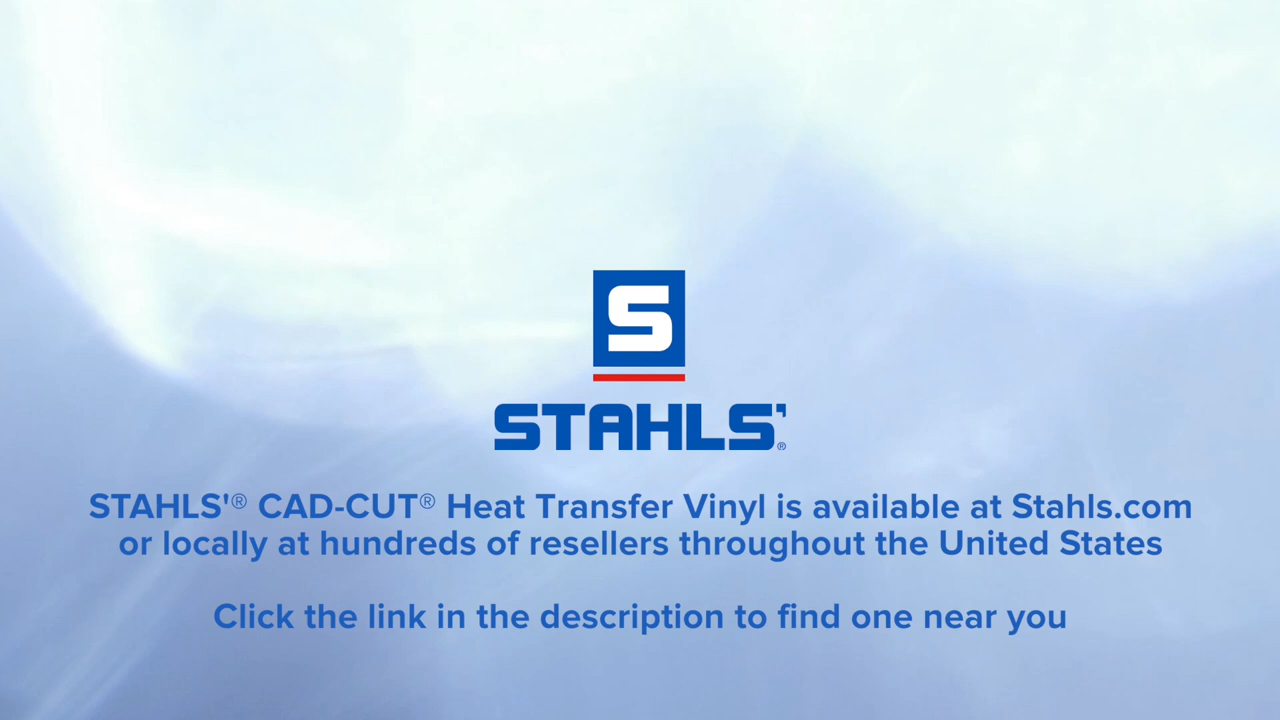 S
STAHLS'®
STAHLS'® CAD-CUT® Heat Transfer Vinyl is available at Stahls.com
or locally at hundreds of resellers throughout the United States
Click the link in the description to find one near you